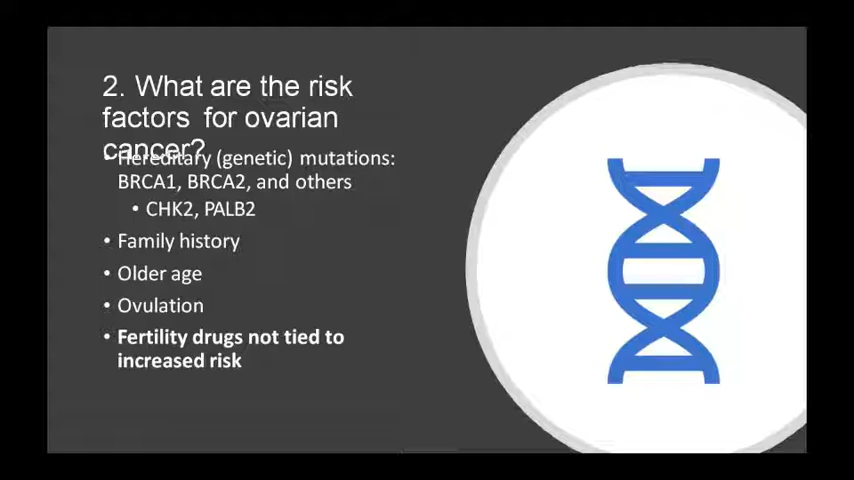 2. What are the risk
factors for ovarian
cancer?
• Hereditary (genetic) mutations:
BRCA1, BRCA2, and others
• CHK2, PALB2
• Family history
• Older age
• Ovulation
• Fertility drugs not tied to
increased risk